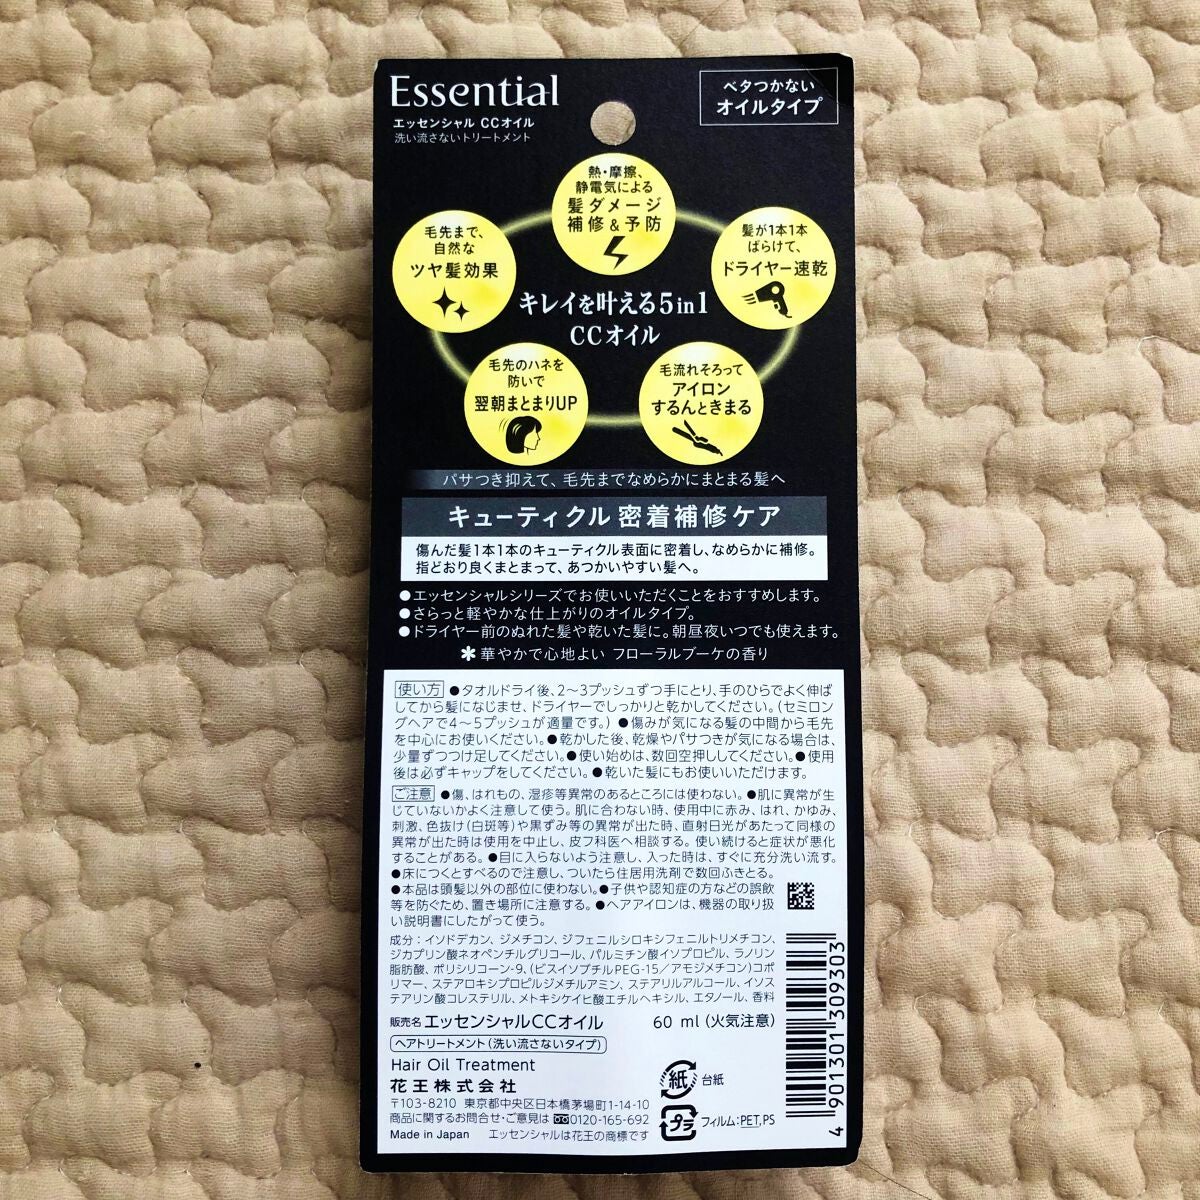 Essential
エッセンシャル CCオイル
洗い流さないトリートメント
ベタつかない
オイルタイプ
熱・摩擦、
静電気による
髪ダメージ
補修&予防
毛先まで、
自然な
ツヤ髪効果
髪が1本1本
ばらけて、
ドライヤー速乾
キレイを叶える5in1
CCオイル
毛先のハネを
防いで
翌朝まとまりUP
毛流れそろって
アイロン
するんときまる
パサつき抑えて、毛先までなめらかにまとまる髪へ
キューティクル 密着補修ケア
傷んだ髪1本1本のキューティクル表面に密着し、なめらかに補修。
指どおり良くまとまって、あつかいやすい髪へ。
●エッセンシャルシリーズでお使いいただくことをおすすめします。
●さらっと軽やかな仕上がりのオイルタイプ。
●ドライヤー前のぬれた髪や乾いた髪に。朝昼夜いつでも使えます。
＊華やかで心地よい フローラルブーケの香り
使い方 ●タオルドライ後、2～3プッシュずつ手にとり、手のひらでよく伸ば
してから髪になじませ、ドライヤーでしっかりと乾かしてください。(セミロン
グヘアで4～5プッシュが適量です。) ●傷みが気になる髪の中間から毛先
を中心にお使いください。●乾かした後、乾燥やパサつきが気になる場合は、
少量ずつつけ足してください。●使い始めは、数回空押ししてください。●使用
後は必ずキャップをしてください。●乾いた髪にもお使いいただけます。
ご注意 ●傷、はれもの、湿疹等異常のあるところには使わない。●肌に異常が生
じていないかよく注意して使う。肌に合わない時、使用中に赤み、はれ、かゆみ、
刺激、色抜け(白斑等)や黒ずみ等の異常が出た時、直射日光があたって同様の
異常が出た時は使用を中止し、皮フ科医へ相談する。使い続けると症状が悪化
することがある。●目に入らないよう注意し、入った時は、すぐに充分洗い流す。
●床につくとすべるので注意し、ついたら住居用洗剤で数回ふきとる。
●本品は頭髪以外の部位に使わない。●子供や認知症の方などの誤飲
等を防ぐため、置き場所に注意する。●ヘアアイロンは、機器の取り扱
い説明書にしたがって使う。
成分：イソドデカン、ジメチコン、ジフェニルシロキシフェニルトリメチコン、
ジカプリン酸ネオペンチルグリコール、パルミチン酸イソプロピル、ラノリン
脂肪酸、ポリシリコーン-9、(ビスイソブチルPEG-15／アモジメチコン)コポ
リマー、ステアロキシプロピルジメチルアミン、ステアリルアルコール、イソス
テアリン酸コレステリル、メトキシケイヒ酸エチルヘキシル、エタノール、香料
販売名 エッセンシャルCCオイル 60 ml (火気注意)
ヘアトリートメント (洗い流さないタイプ)
Hair Oil Treatment
花王株式会社
〒103-8210 東京都中央区日本橋茅場町1-14-10
商品に関するお問合せ・ご意見は 0120-165-692
Made in Japan エッセンシャルは花王の商標です
紙 台紙
プラ フィルム:PET,PS
4 901301 309303